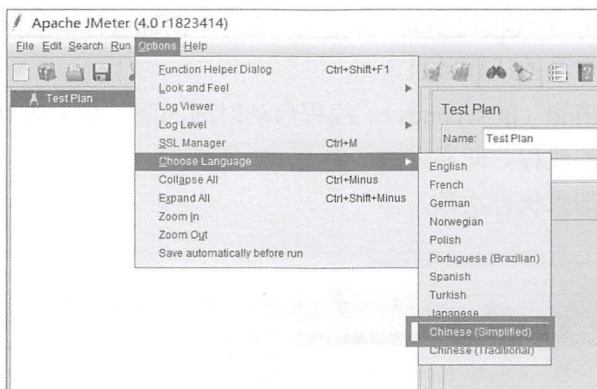 Apache JMeter (4.0 r1823414)
File Edit Search Run Options Help
Function Helper Dialog Ctrl+Shift+F1
Look and Feel
Log Viewer
Log Level
SSL Manager Ctrl+M
Choose Language
Collapse All Ctrl+Minus
Expand All Ctrl+Shift+Minus
Zoom In
Zoom Out
Save automatically before run
Test Plan
Test Plan
Name: Test Plan
English
French
German
Norwegian
Polish
Portuguese (Brazilian)
Spanish
Turkish
Japanese
Chinese (Simplified)
Chinese (Traditional)